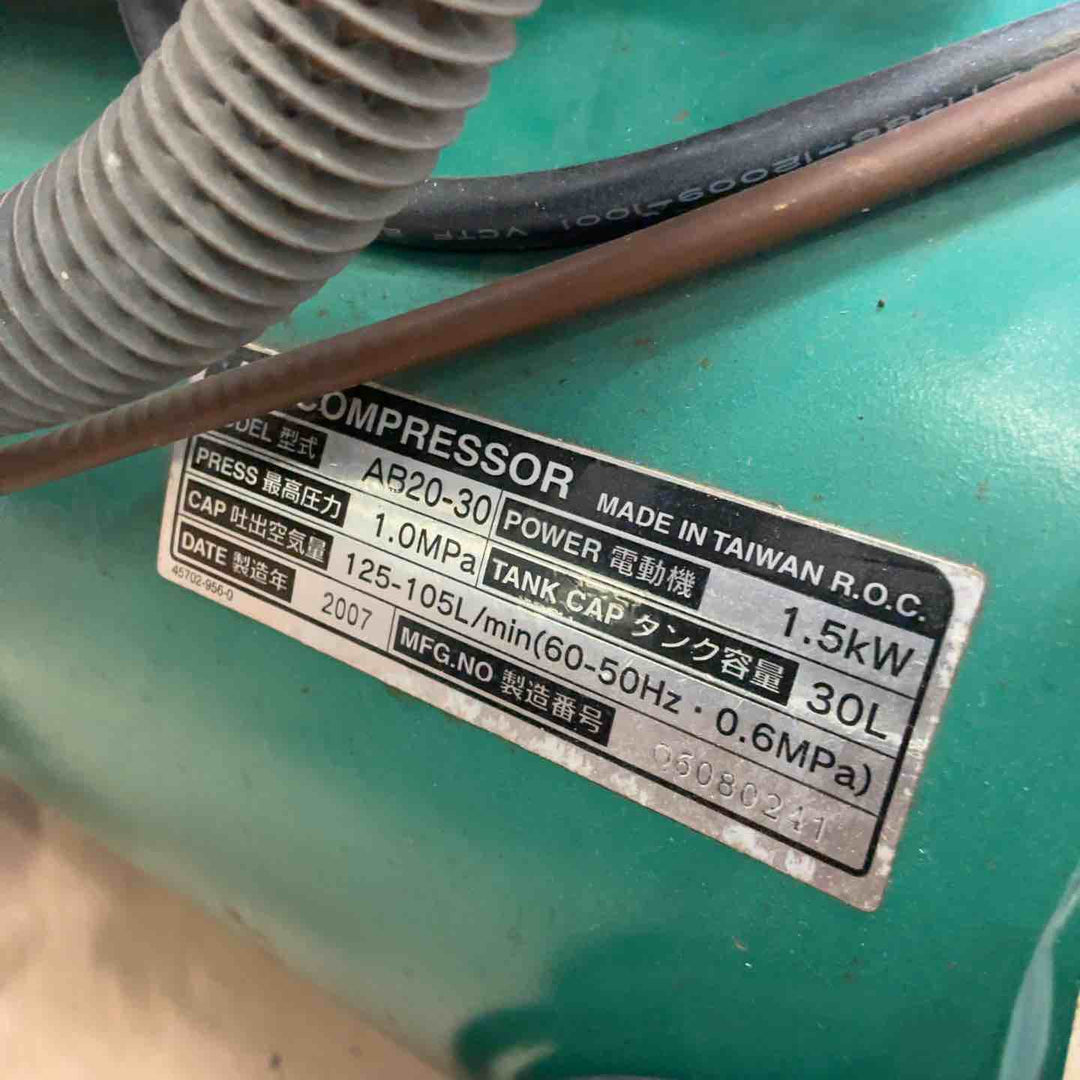 COMPRESSOR MADE IN TAIWAN R.O.C.
MODEL 型式 AB20-30 POWER 電動機 1.5kW
PRESS 最高圧力 1.0MPa TANK CAP タンク容量 30L
CAP 吐出空気量 125-105L/min(60-50Hz・0.6MPa)
DATE 製造年 2007 MFG.NO 製造番号 06080241
45702-956-0
VCTF